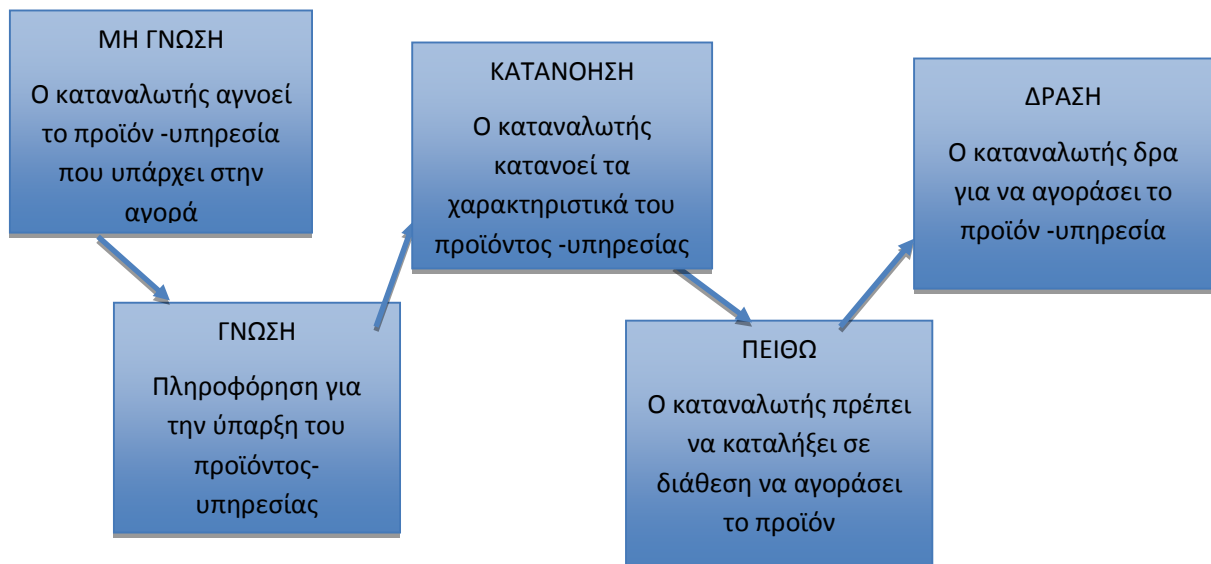 ΜΗ ΓΝΩΣΗ
Ο καταναλωτής αγνοεί
το προϊόν -υπηρεσία
που υπάρχει στην
αγορά
ΓΝΩΣΗ
Πληροφόρηση για
την ύπαρξη του
προϊόντος-
υπηρεσίας
ΚΑΤΑΝΟΗΣΗ
Ο καταναλωτής
κατανοεί τα
χαρακτηριστικά του
προϊόντος -υπηρεσίας
ΠΕΙΘΩ
Ο καταναλωτής πρέπει
να καταλήξει σε
διάθεση να αγοράσει
το προϊόν
ΔΡΑΣΗ
Ο καταναλωτής δρα
για να αγοράσει το
προϊόν -υπηρεσία